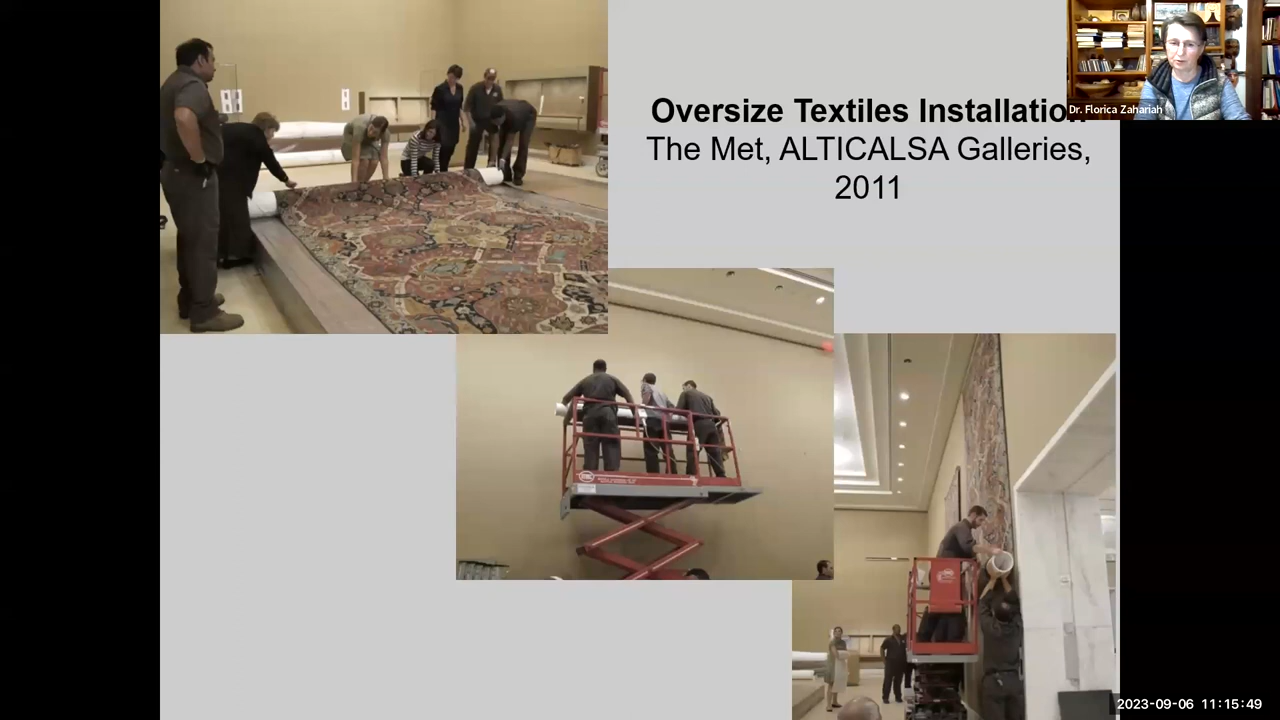 Oversize Textiles Installation
The Met, ALTICALSA Galleries,
2011
Dr. Florica Zahariah
2023-09-06 11:15:49